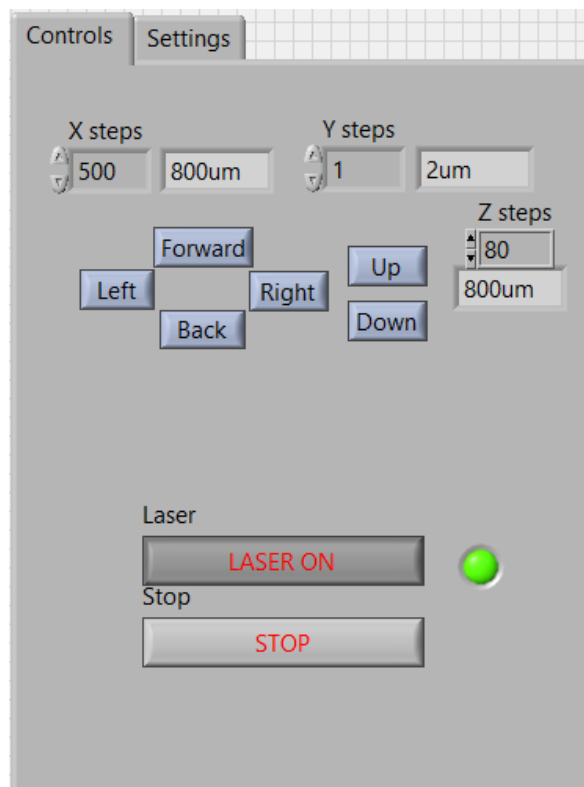 Controls Settings
X steps Y steps
500 800um 1 2um
Z steps
80
800um
Forward
Left Right
Back
Up
Down
Laser
LASER ON
Stop
STOP